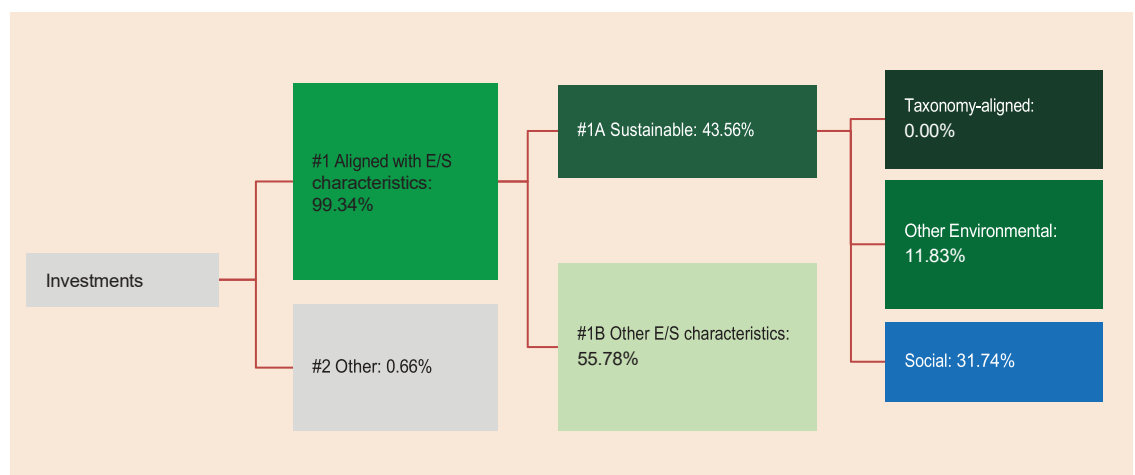 Investments
#1 Aligned with E/S
characteristics:
99.34%
#2 Other: 0.66%
#1A Sustainable: 43.56%
#1B Other E/S characteristics:
55.78%
Taxonomy-aligned:
0.00%
Other Environmental:
11.83%
Social: 31.74%